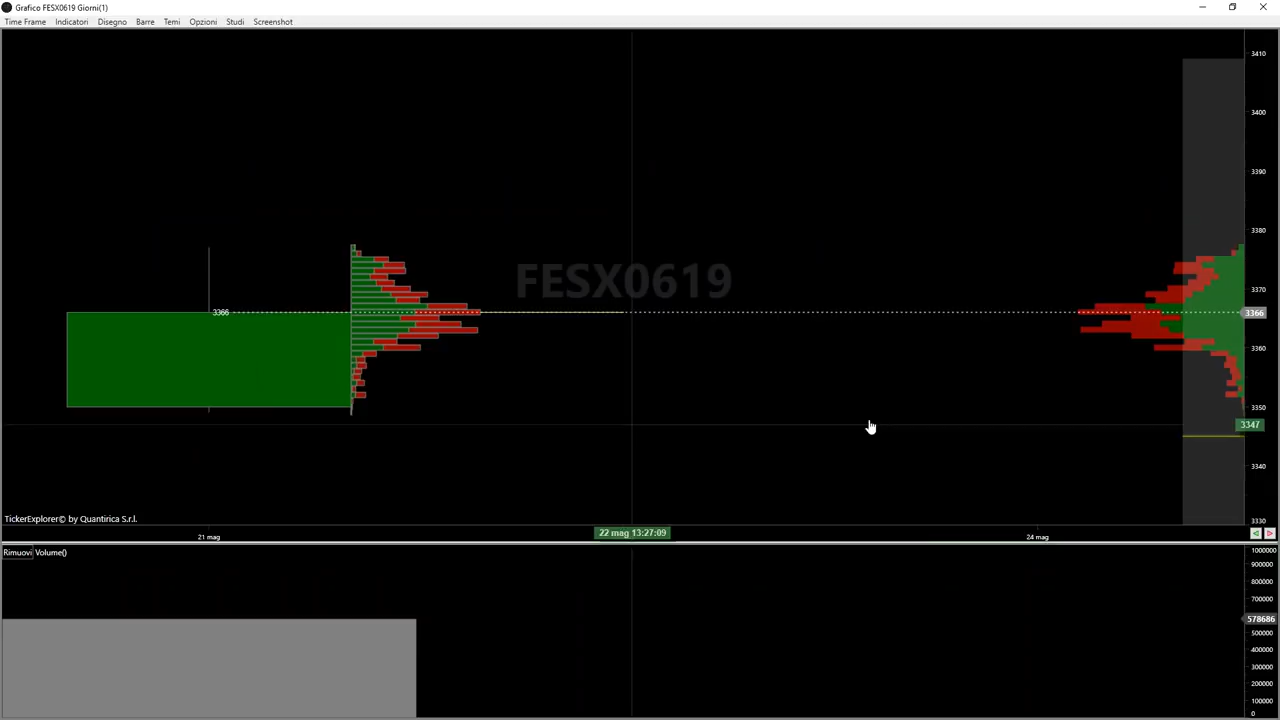 Grafico FESX0619 Giorni(1)
Time Frame Indicatori Disegno Barre Temi Opzioni Studi Screenshot
3410
3400
3390
3380
FESX0619
3370
3366
3366
3360
3350
3347
3340
3330
TickerExplorer© by Quantirica S.r.l.
22 mag 13:27:09
21 mag
24 mag
Rimuovi Volume()
1000000
900000
800000
700000
578686
500000
400000
300000
200000
100000
0